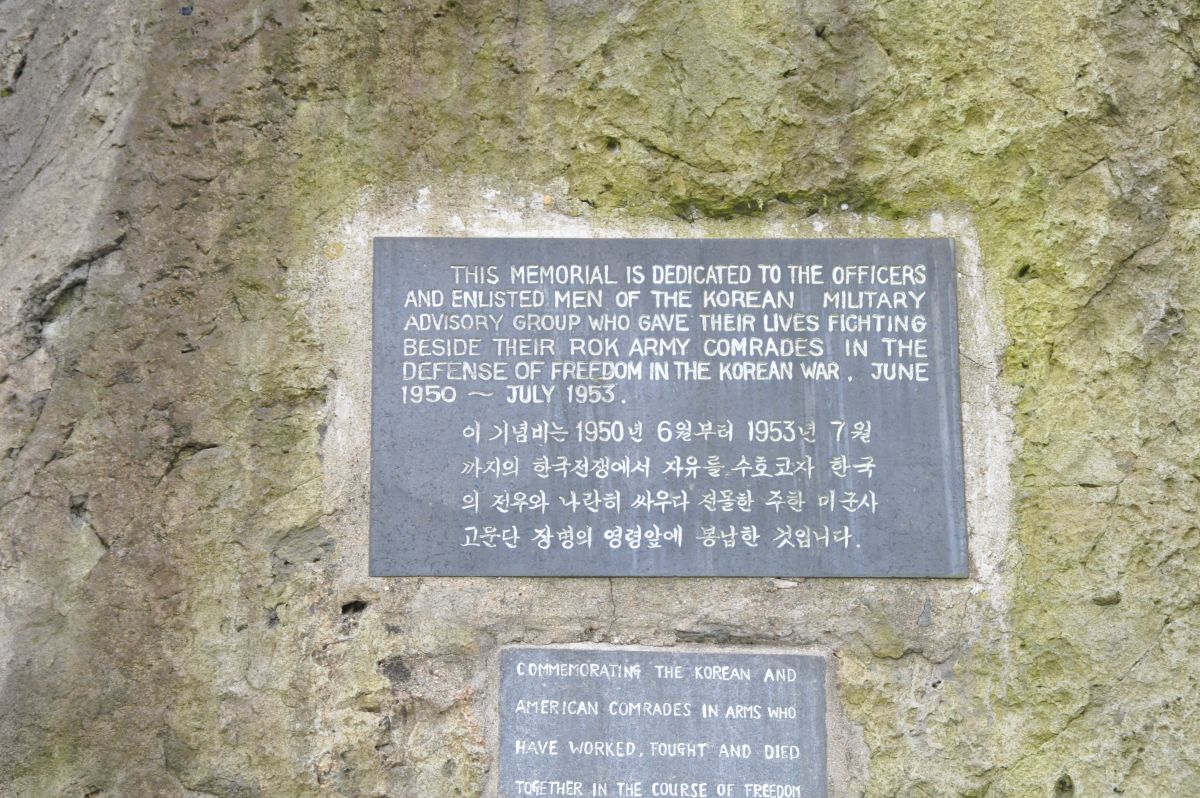 THIS MEMORIAL IS DEDICATED TO THE OFFICERS
AND ENLISTED MEN OF THE KOREAN MILITARY
ADVISORY GROUP WHO GAVE THEIR LIVES FICHTING
BESIDE THEIR ROK ARMY COMRADES IN THE
DEFENSE OF FREEDOM IN THE KOREAN WAR, JUNE
1950 ~ JULY 1953.
이 기념비는 1950년 6월부터 1953년 7월
까지의 한국전쟁에서 자유를 수호코자 한국
의 전우와 나란히 싸우다 전몰한 주한 미군사
고문단 장병의 영령앞에 봉납한 것입니다.
COMMEMORATING THE KOREAN AND
AMERICAN COMRADES IN ARMS WHO
HAVE WORKED, FOUGHT AND DIED
TOGETHER IN THE COURSE OF FREEDOM